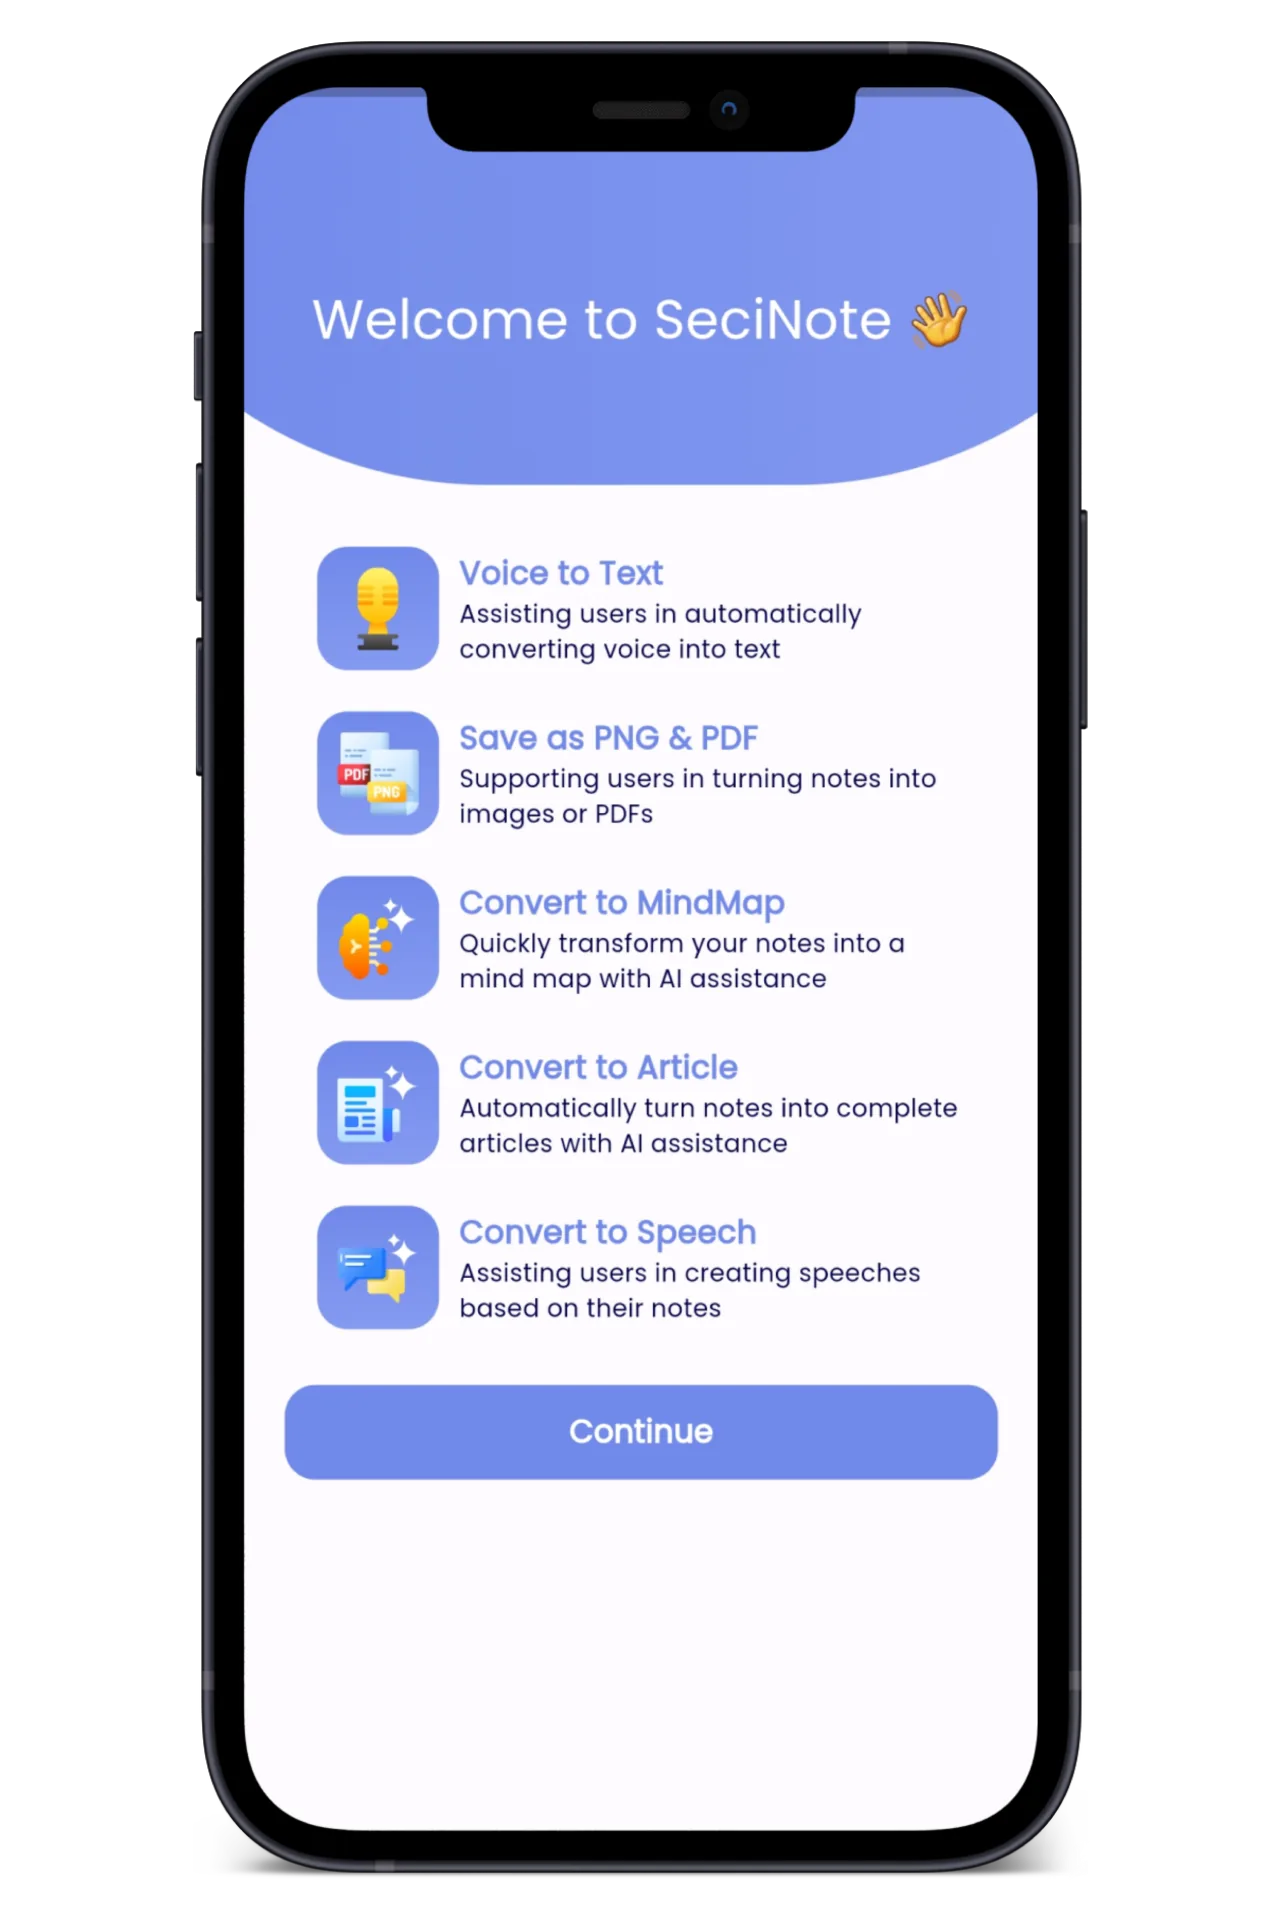 Welcome to SeciNote 👋
Voice to Text
Assisting users in automatically
converting voice into text
PDF
PNG
Save as PNG & PDF
Supporting users in turning notes into
images or PDFs
Convert to MindMap
Quickly transform your notes into a
mind map with AI assistance
Convert to Article
Automatically turn notes into complete
articles with AI assistance
Convert to Speech
Assisting users in creating speeches
based on their notes
Continue